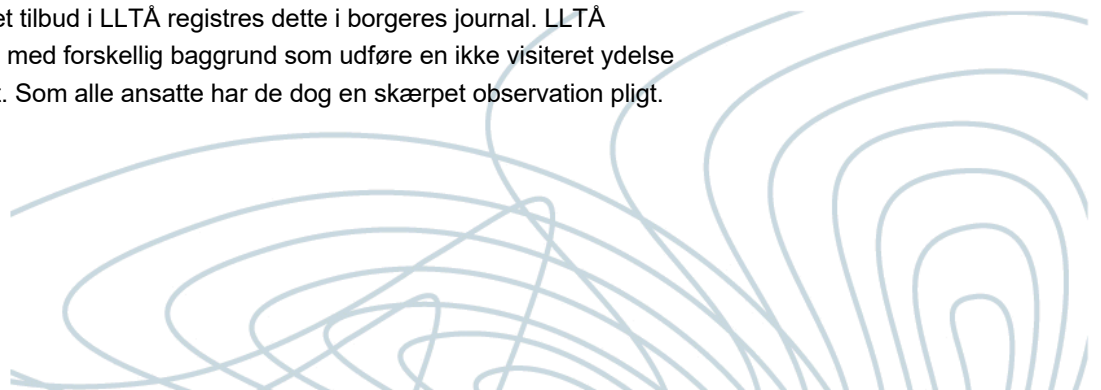 et tilbud i LLTÅ registres dette i borgeres journal. LLTÅ
med forskellig baggrund som udføre en ikke visiteret ydelse
. Som alle ansatte har de dog en skærpet observation pligt.